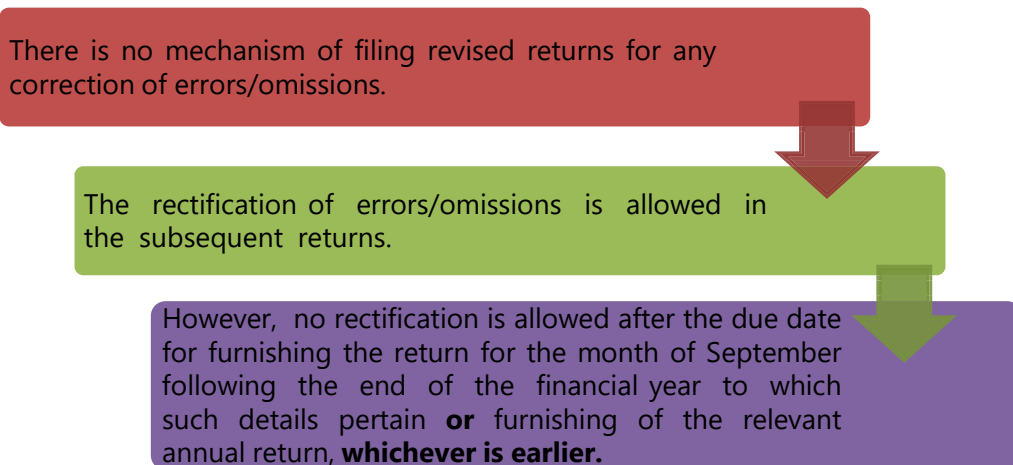 There is no mechanism of filing revised returns for any
correction of errors/omissions.
The rectification of errors/omissions is allowed in
the subsequent returns.
However, no rectification is allowed after the due date
for furnishing the return for the month of September
following the end of the financial year to which
such details pertain or furnishing of the relevant
annual return, whichever is earlier.